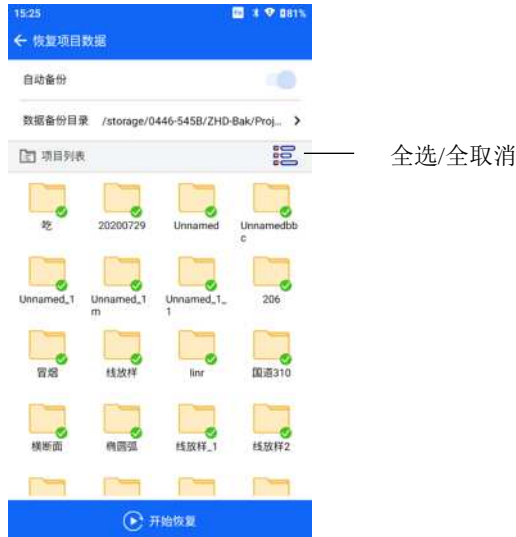 15:25
81%
恢复项目数据
自动备份
数据备份目录 /storage/0446-545B/ZHD-Bak/Proj...
项目列表
全选/全取消
吃 20200729 Unnamed Unnamedbb
c
Unnamed_1 Unnamed_1 Unnamed_1_ 206
m 1
冒烟 线放样 linr 国道310
横断面 椭圆弧 线放样_1 线放样2
开始恢复